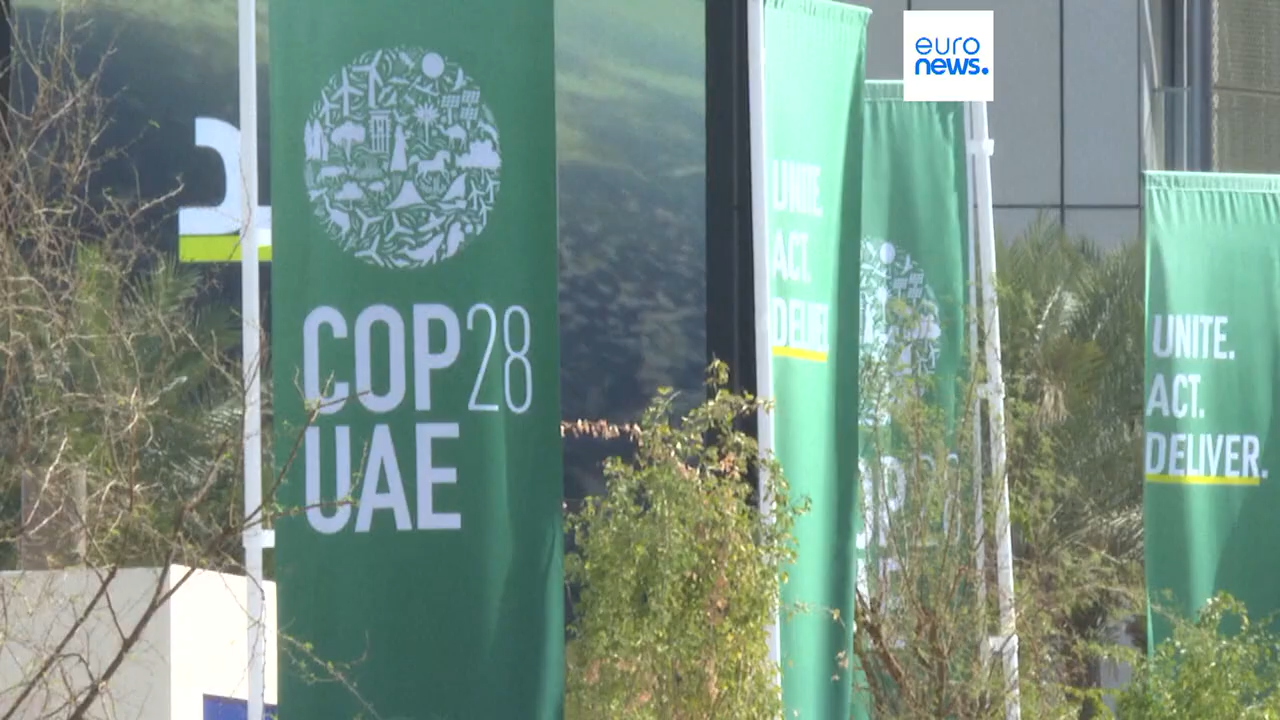 COP28
UAE
UNITE.
ACT.
DELIVER
euro
news.
UNITE.
ACT.
DELIVER.